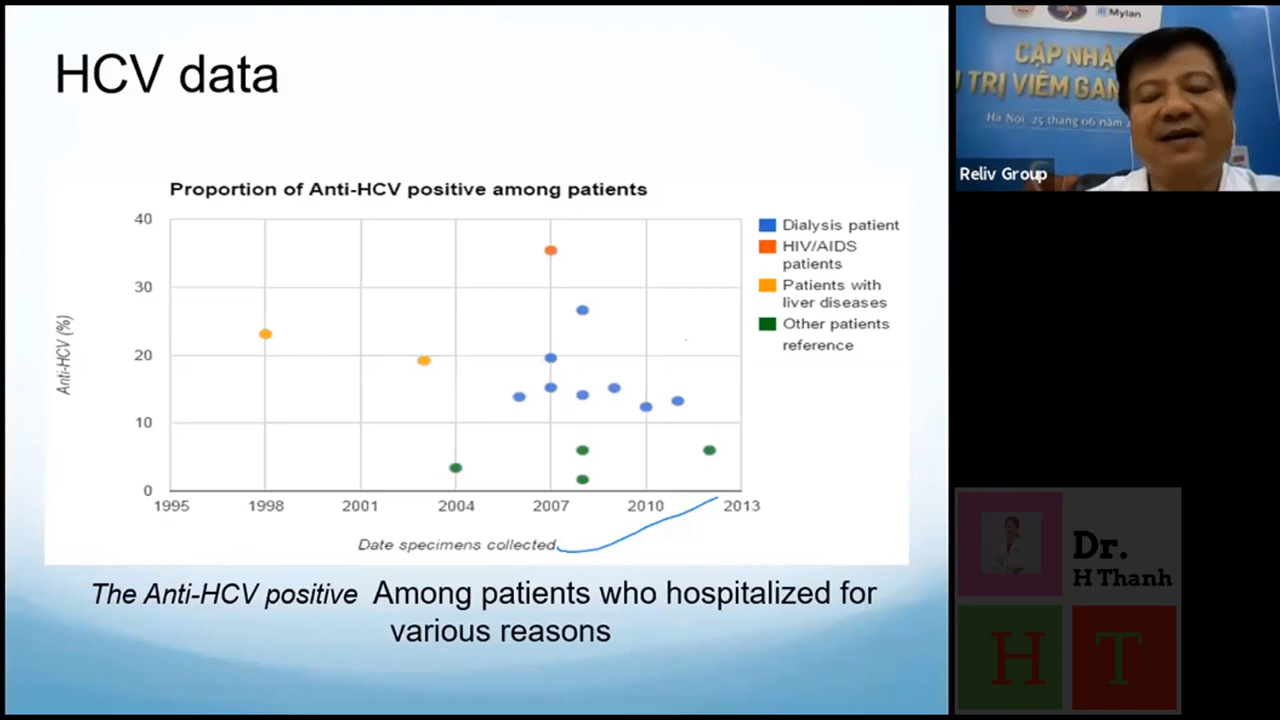 HCV data
Proportion of Anti-HCV positive among patients
40
30
20
10
0
Anti-HCV (%)
1995
1998
2001
2004
2007
2010
2013
Date specimens collected
Dialysis patient
HIV/AIDS
patients
Patients with
liver diseases
Other patients
reference
The Anti-HCV positive Among patients who hospitalized for
various reasons
Mylan
CẬP NHẬ
TRỊ VIÊM GAN
Hà Nội, 25 tháng 06 năm
Reliv Group
Dr.
H Thanh
H
T